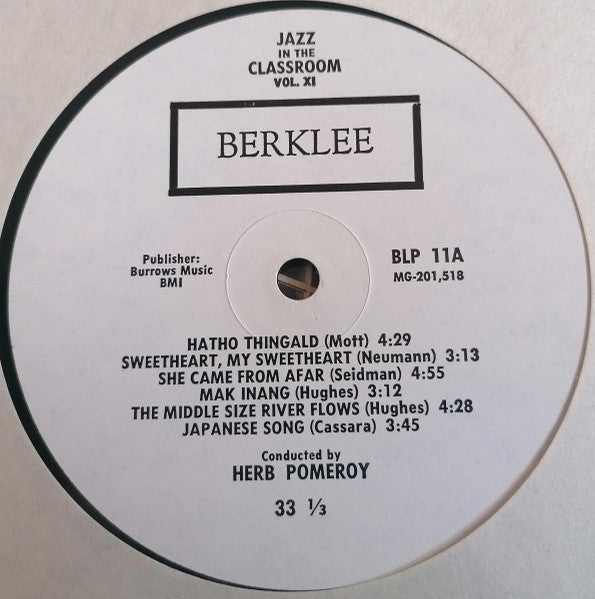 JAZZ
IN THE
CLASSROOM
VOL. XI
BERKLEE
Publisher:
Burrows Music
BMI
BLP 11A
MG-201,518
HATHO THINGALD (Mott) 4:29
SWEETHEART, MY SWEETHEART (Neumann) 3:13
SHE CAME FROM AFAR (Seidman) 4:55
MAK INANG (Hughes) 3:12
THE MIDDLE SIZE RIVER FLOWS (Hughes) 4:28
JAPANESE SONG (Cassara) 3:45
Conducted by
HERB POMEROY
33 ⅓